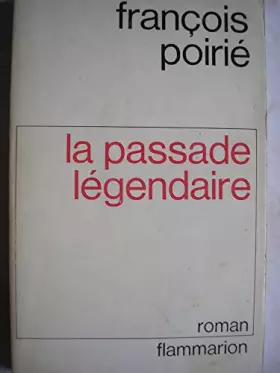 françois
poirié
la passade
légendaire
roman
flammarion